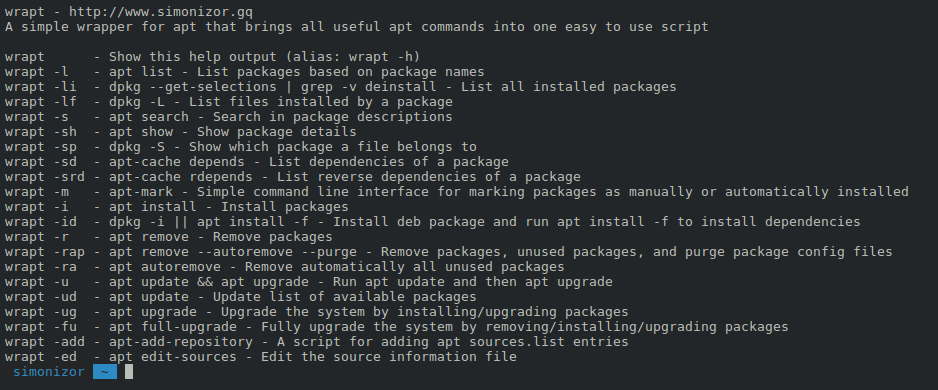 wrapt - http://www.simonizor.gq
A simple wrapper for apt that brings all useful apt commands into one easy to use script

wrapt      - Show this help output (alias: wrapt -h)
wrapt -l   - apt list - List packages based on package names
wrapt -li  - dpkg --get-selections | grep -v deinstall - List all installed packages
wrapt -lf  - dpkg -L - List files installed by a package
wrapt -s   - apt search - Search in package descriptions
wrapt -sh  - apt show - Show package details
wrapt -sp  - dpkg -S - Show which package a file belongs to
wrapt -sd  - apt-cache depends - List dependencies of a package
wrapt -srd - apt-cache rdepends - List reverse dependencies of a package
wrapt -m   - apt-mark - Simple command line interface for marking packages as manually or automatically installed
wrapt -i   - apt install - Install packages
wrapt -id  - dpkg -i || apt install -f - Install deb package and run apt install -f to install dependencies
wrapt -r   - apt remove - Remove packages
wrapt -rap - apt remove --autoremove --purge - Remove packages, unused packages, and purge package config files
wrapt -ra  - apt autoremove - Remove automatically all unused packages
wrapt -u   - apt update && apt upgrade - Run apt update and then apt upgrade
wrapt -ud  - apt update - Update list of available packages
wrapt -ug  - apt upgrade - Upgrade the system by installing/upgrading packages
wrapt -fu  - apt full-upgrade - Fully upgrade the system by removing/installing/upgrading packages
wrapt -add - apt-add-repository - A script for adding apt sources.list entries
wrapt -ed  - apt edit-sources - Edit the source information file
simonizor ~